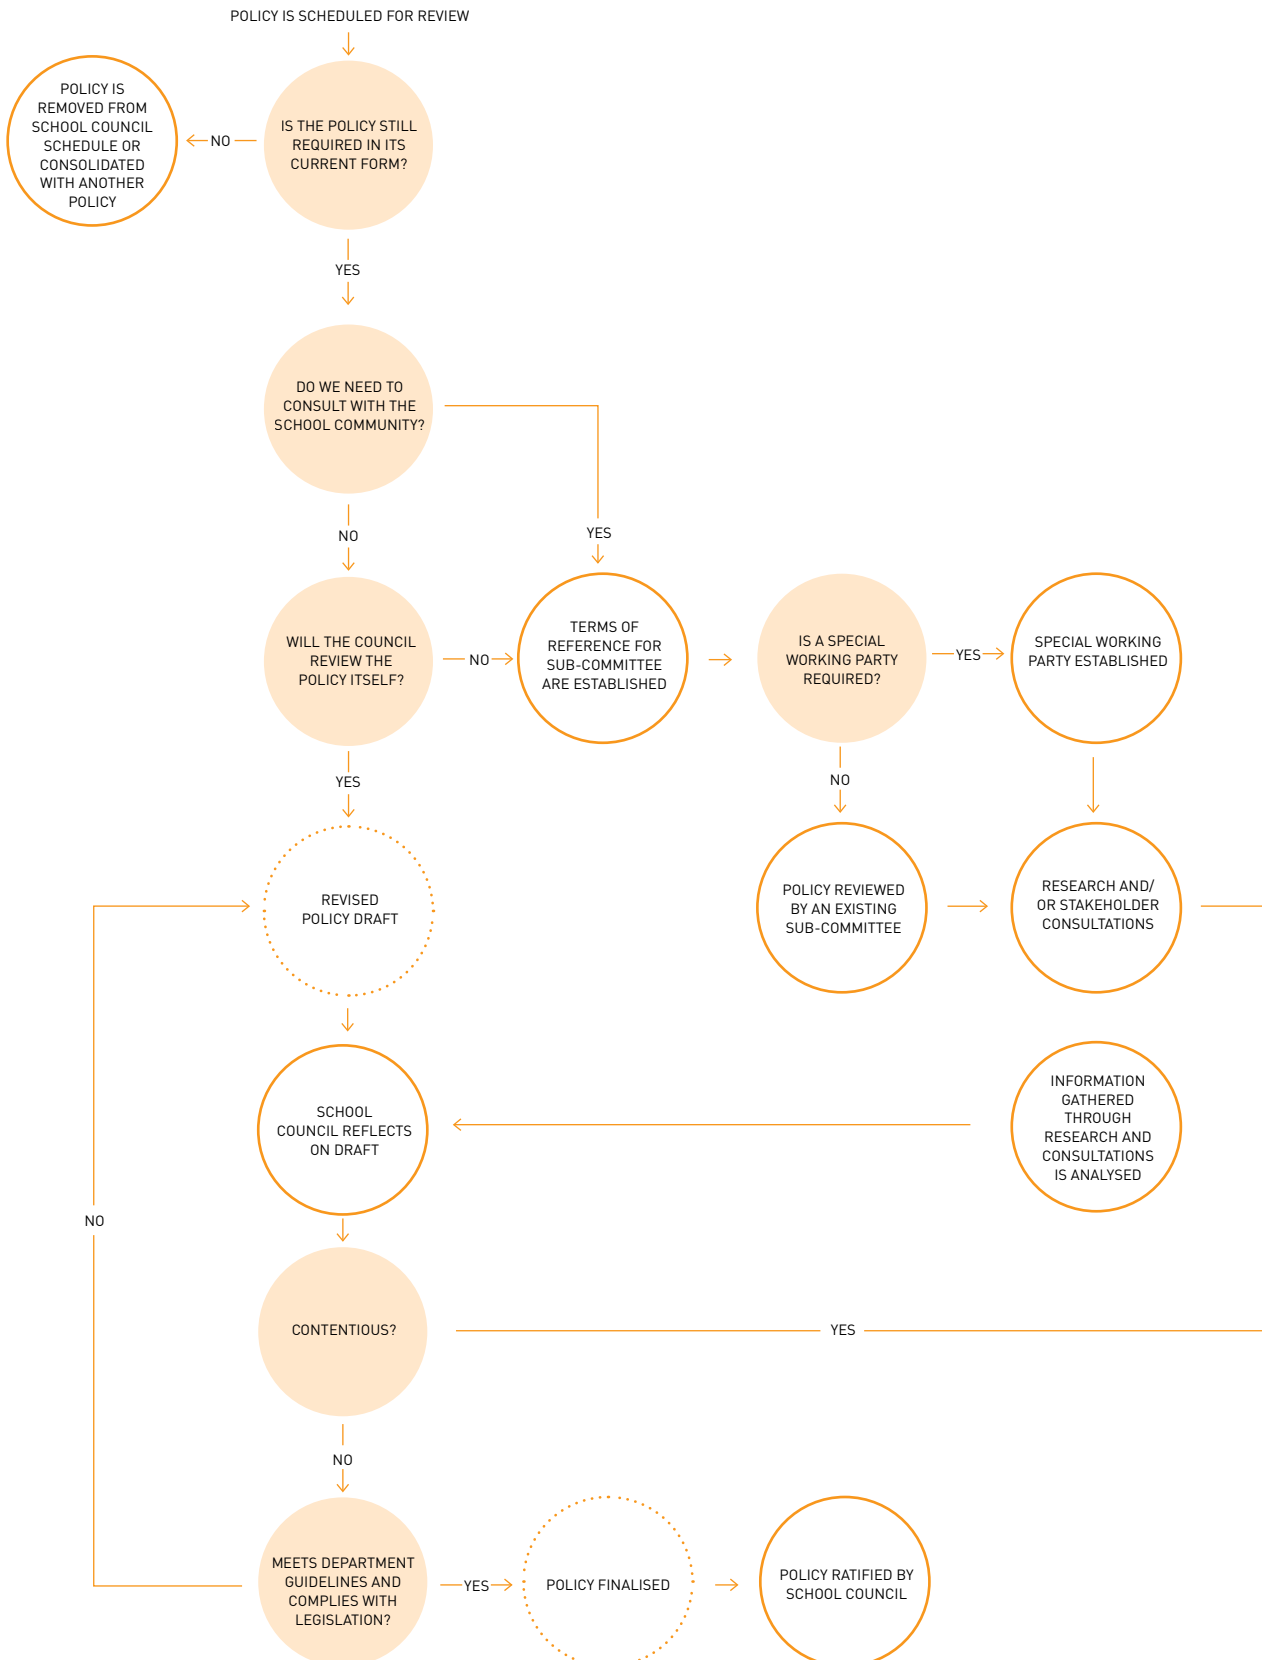 POLICY IS SCHEDULED FOR REVIEW
POLICY IS
REMOVED FROM
SCHOOL COUNCIL
SCHEDULE OR
CONSOLIDATED
WITH ANOTHER
POLICY
NO
IS THE POLICY STILL
REQUIRED IN ITS
CURRENT FORM?
YES
DO WE NEED TO
CONSULT WITH THE
SCHOOL COMMUNITY?
NO
YES
WILL THE COUNCIL
REVIEW THE
POLICY ITSELF?
NO
TERMS OF
REFERENCE FOR
SUB-COMMITTEE
ARE ESTABLISHED
IS A SPECIAL
WORKING PARTY
REQUIRED?
YES
SPECIAL WORKING
PARTY ESTABLISHED
YES
NO
REVISED
POLICY DRAFT
POLICY REVIEWED
BY AN EXISTING
SUB-COMMITTEE
RESEARCH AND/
OR STAKEHOLDER
CONSULTATIONS
SCHOOL
COUNCIL REFLECTS
ON DRAFT
INFORMATION
GATHERED
THROUGH
RESEARCH AND
CONSULTATIONS
IS ANALYSED
NO
CONTENTIOUS?
YES
NO
MEETS DEPARTMENT
GUIDELINES AND
COMPLIES WITH
LEGISLATION?
YES
POLICY FINALISED
POLICY RATIFIED BY
SCHOOL COUNCIL